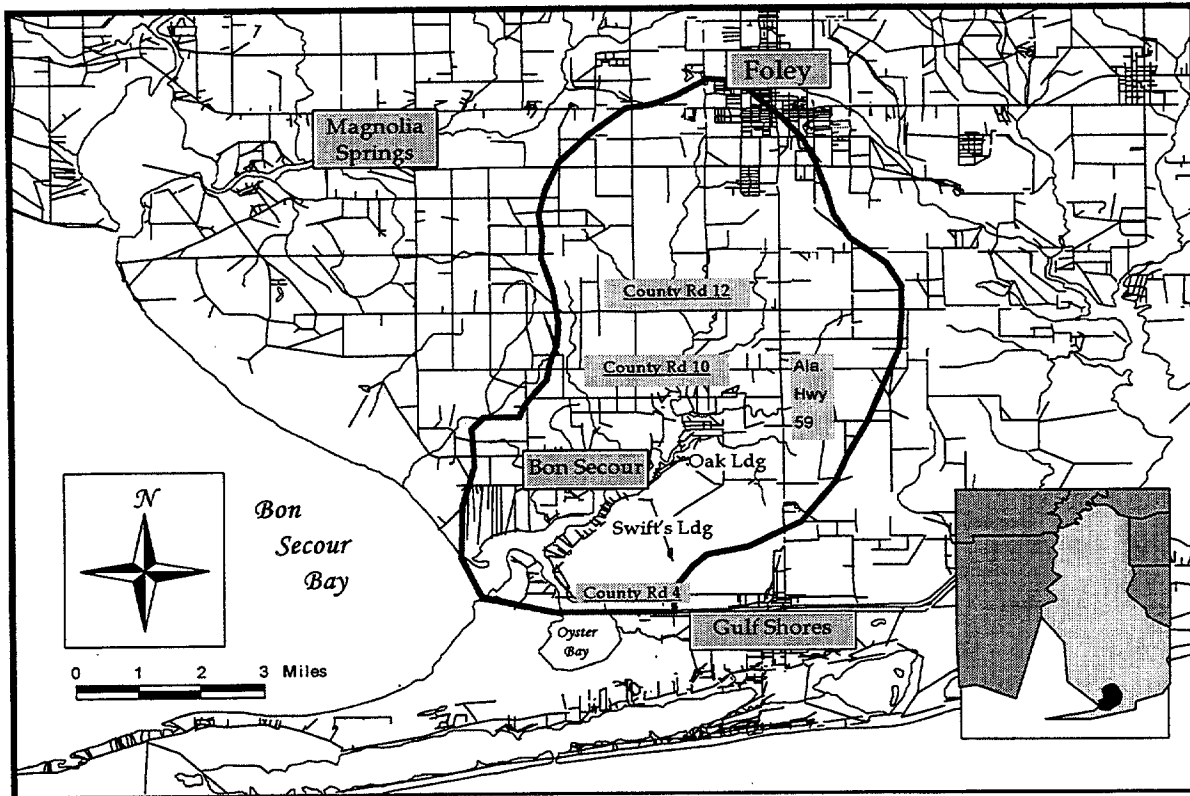 7
Foley
Magnolia
Springs
County Rd 12
County Rd 10
Ala.
Hwy
59
Bon Secour
Oak Ldg
N
Bon
Secour
Bay
Swift's Ldg
County Rd 4
Gulf Shores
Oyster
Bay
0 1 2 3 Miles